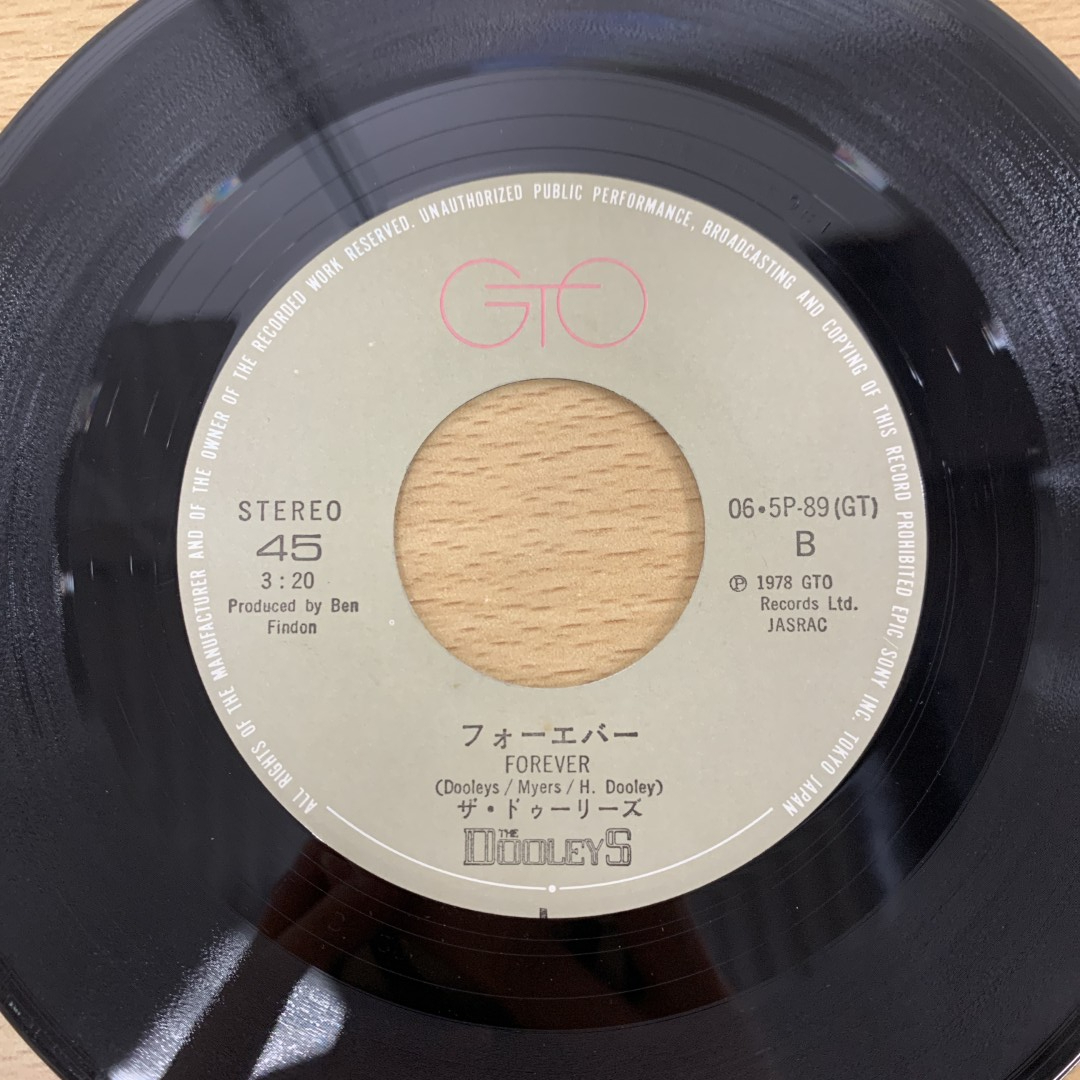 ALL RIGHTS OF THE MANUFACTURER AND OF THE OWNER OF THE RECORDED WORK RESERVED. UNAUTHORIZED PUBLIC PERFORMANCE, BROADCASTING AND COPYING OF THIS RECORD PROHIBITED EPIC/SONY INC. TOKYO JAPAN
GTO
STEREO
45
3:20
Produced by Ben
Findon
06•5P-89(GT)
B
Ⓟ 1978 GTO
Records Ltd.
JASRAC
フォーエバー
FOREVER
(Dooleys / Myers / H. Dooley)
ザ・ドゥーリーズ
THE DOOLEYS